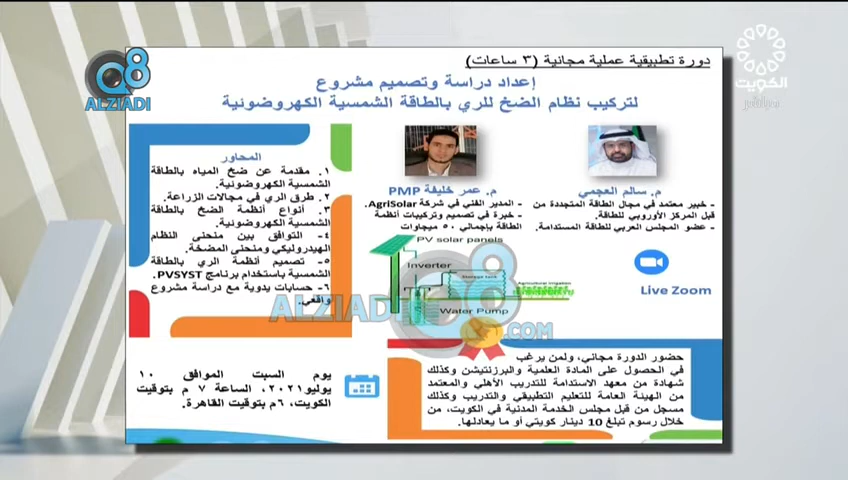 دورة تطبيقية عملية مجانية (٣ ساعات)
إعداد دراسة وتصميم مشروع
لتركيب نظام الضخ للري بالطاقة الشمسية الكهروضوئية
م. سالم العجمي
- خبير معتمد في مجال الطاقة المتجددة من
قبل المركز الأوروبي للطاقة.
- عضو المجلس العربي للطاقة المستدامة.
م. عمر خليفة PMP
- المدير الفني في شركة AgriSolar.
- خبرة في تصميم وتركيبات أنظمة
الطاقة بإجمالي ٥٠ ميجاوات
المحاور
١. مقدمة عن ضخ المياه بالطاقة
الشمسية الكهروضوئية.
٢. طرق الري في مجالات الزراعة.
٣. أنواع أنظمة الضخ بالطاقة
الشمسية الكهروضوئية.
٤- التوافق بين منحنى النظام
الهيدروليكي ومنحنى المضخة.
٥- تصميم أنظمة الري بالطاقة
الشمسية باستخدام برنامج PVSYST.
٦- حسابات يدوية مع دراسة مشروع
واقعي.
PV solar panels
Inverter
Storage tank
Agricultural irrigation
Water Pump
Live Zoom
حضور الدورة مجاني، ولمن يرغب
في الحصول على المادة العلمية والبرزنتيشن وكذلك
شهادة من معهد الاستدامة للتدريب الأهلي والمعتمد
من الهيئة العامة للتعليم التطبيقي والتدريب وكذلك
مسجل من قبل مجلس الخدمة المدنية في الكويت، من
خلال رسوم تبلغ 10 دينار كويتي أو ما يعادلها.
يوم السبت الموافق ١٠
يوليو٢٠٢١، الساعة ٧ م بتوقيت
الكويت، ٦م بتوقيت القاهرة.
Q8
ALZIADI
ALZIADIQ8
.COM
الكويت
مباشر